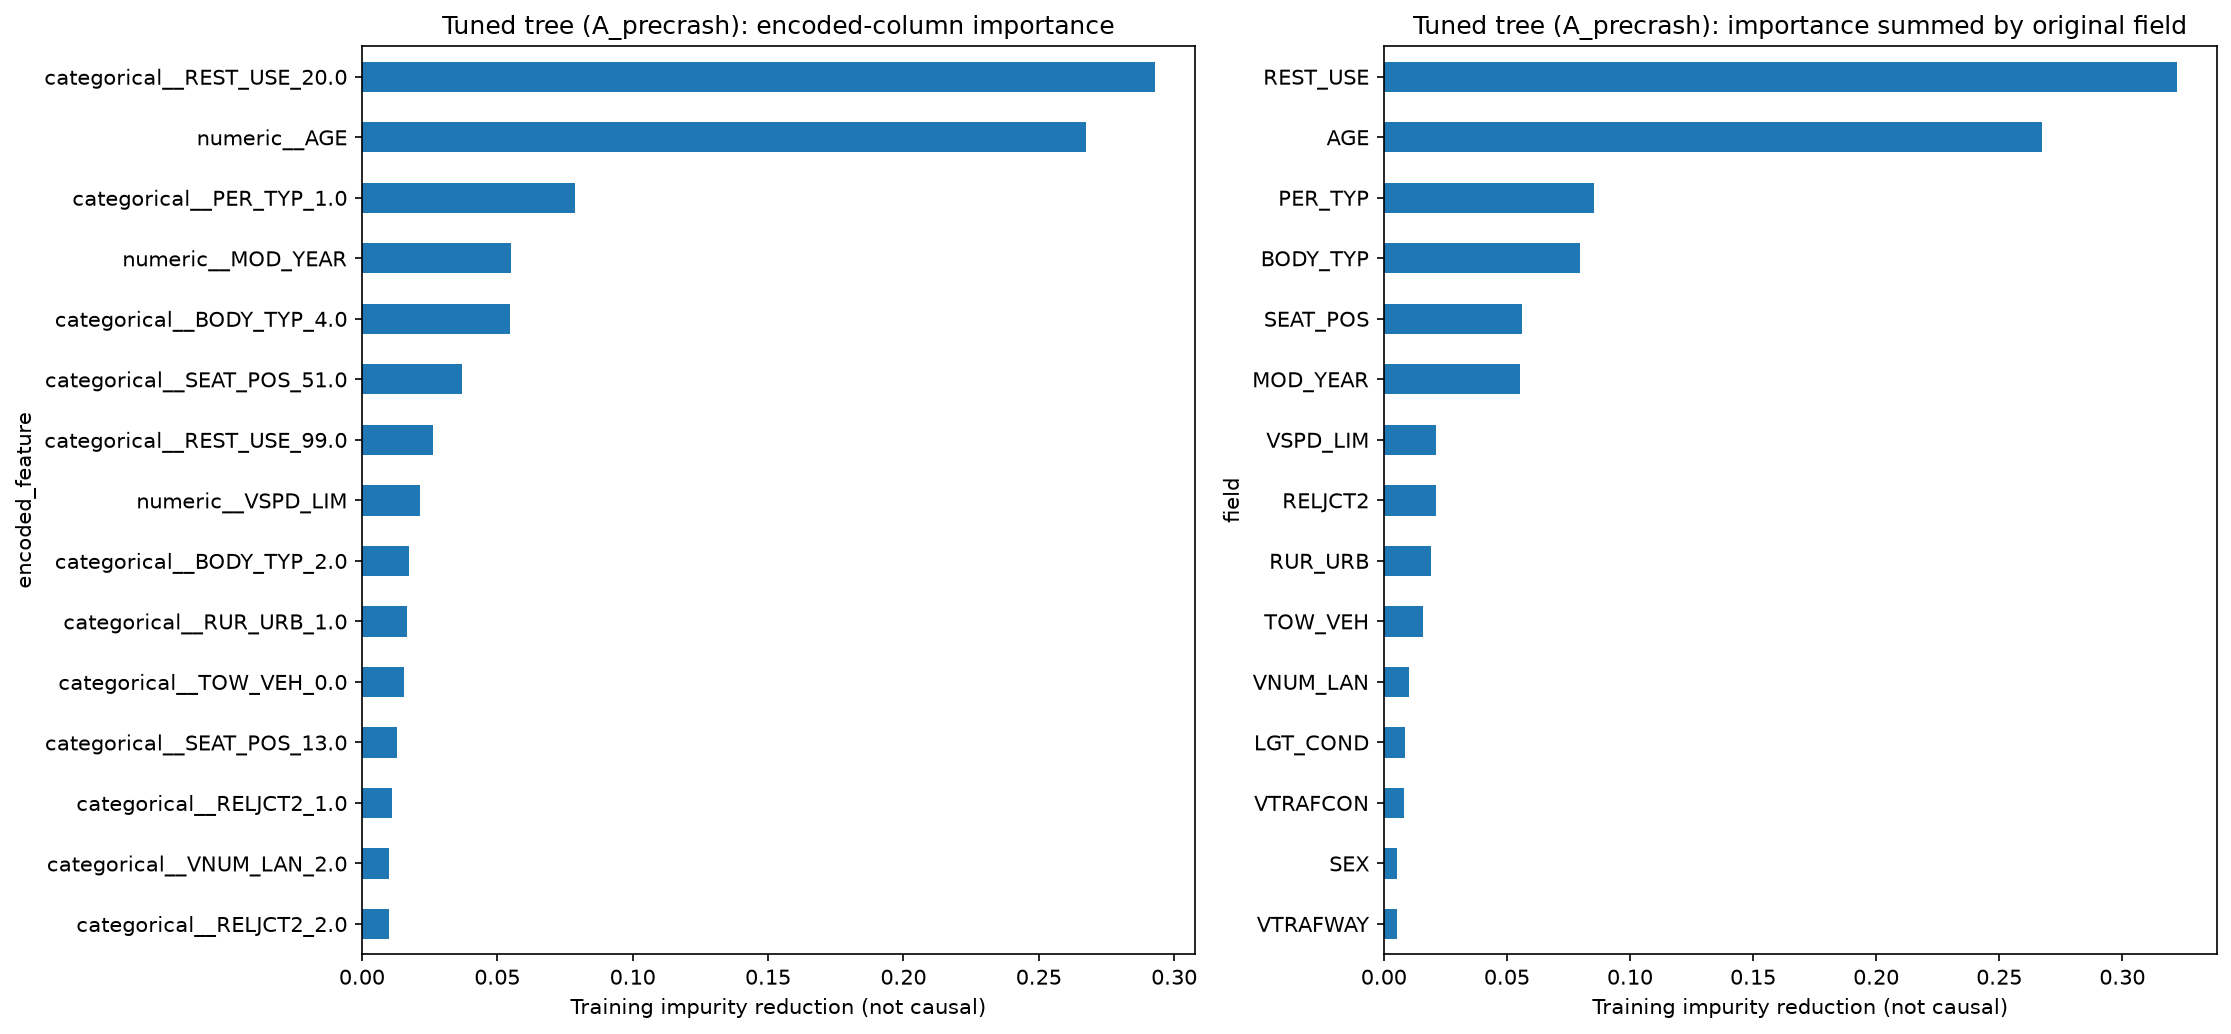 Tuned tree (A_precrash): encoded-column importance
encoded_feature
categorical__REST_USE_20.0
numeric__AGE
categorical__PER_TYP_1.0
numeric__MOD_YEAR
categorical__BODY_TYP_4.0
categorical__SEAT_POS_51.0
categorical__REST_USE_99.0
numeric__VSPD_LIM
categorical__BODY_TYP_2.0
categorical__RUR_URB_1.0
categorical__TOW_VEH_0.0
categorical__SEAT_POS_13.0
categorical__RELJCT2_1.0
categorical__VNUM_LAN_2.0
categorical__RELJCT2_2.0
0.00 0.05 0.10 0.15 0.20 0.25 0.30
Training impurity reduction (not causal)
Tuned tree (A_precrash): importance summed by original field
field
REST_USE
AGE
PER_TYP
BODY_TYP
SEAT_POS
MOD_YEAR
VSPD_LIM
RELJCT2
RUR_URB
TOW_VEH
VNUM_LAN
LGT_COND
VTRAFCON
SEX
VTRAFWAY
0.00 0.05 0.10 0.15 0.20 0.25 0.30
Training impurity reduction (not causal)